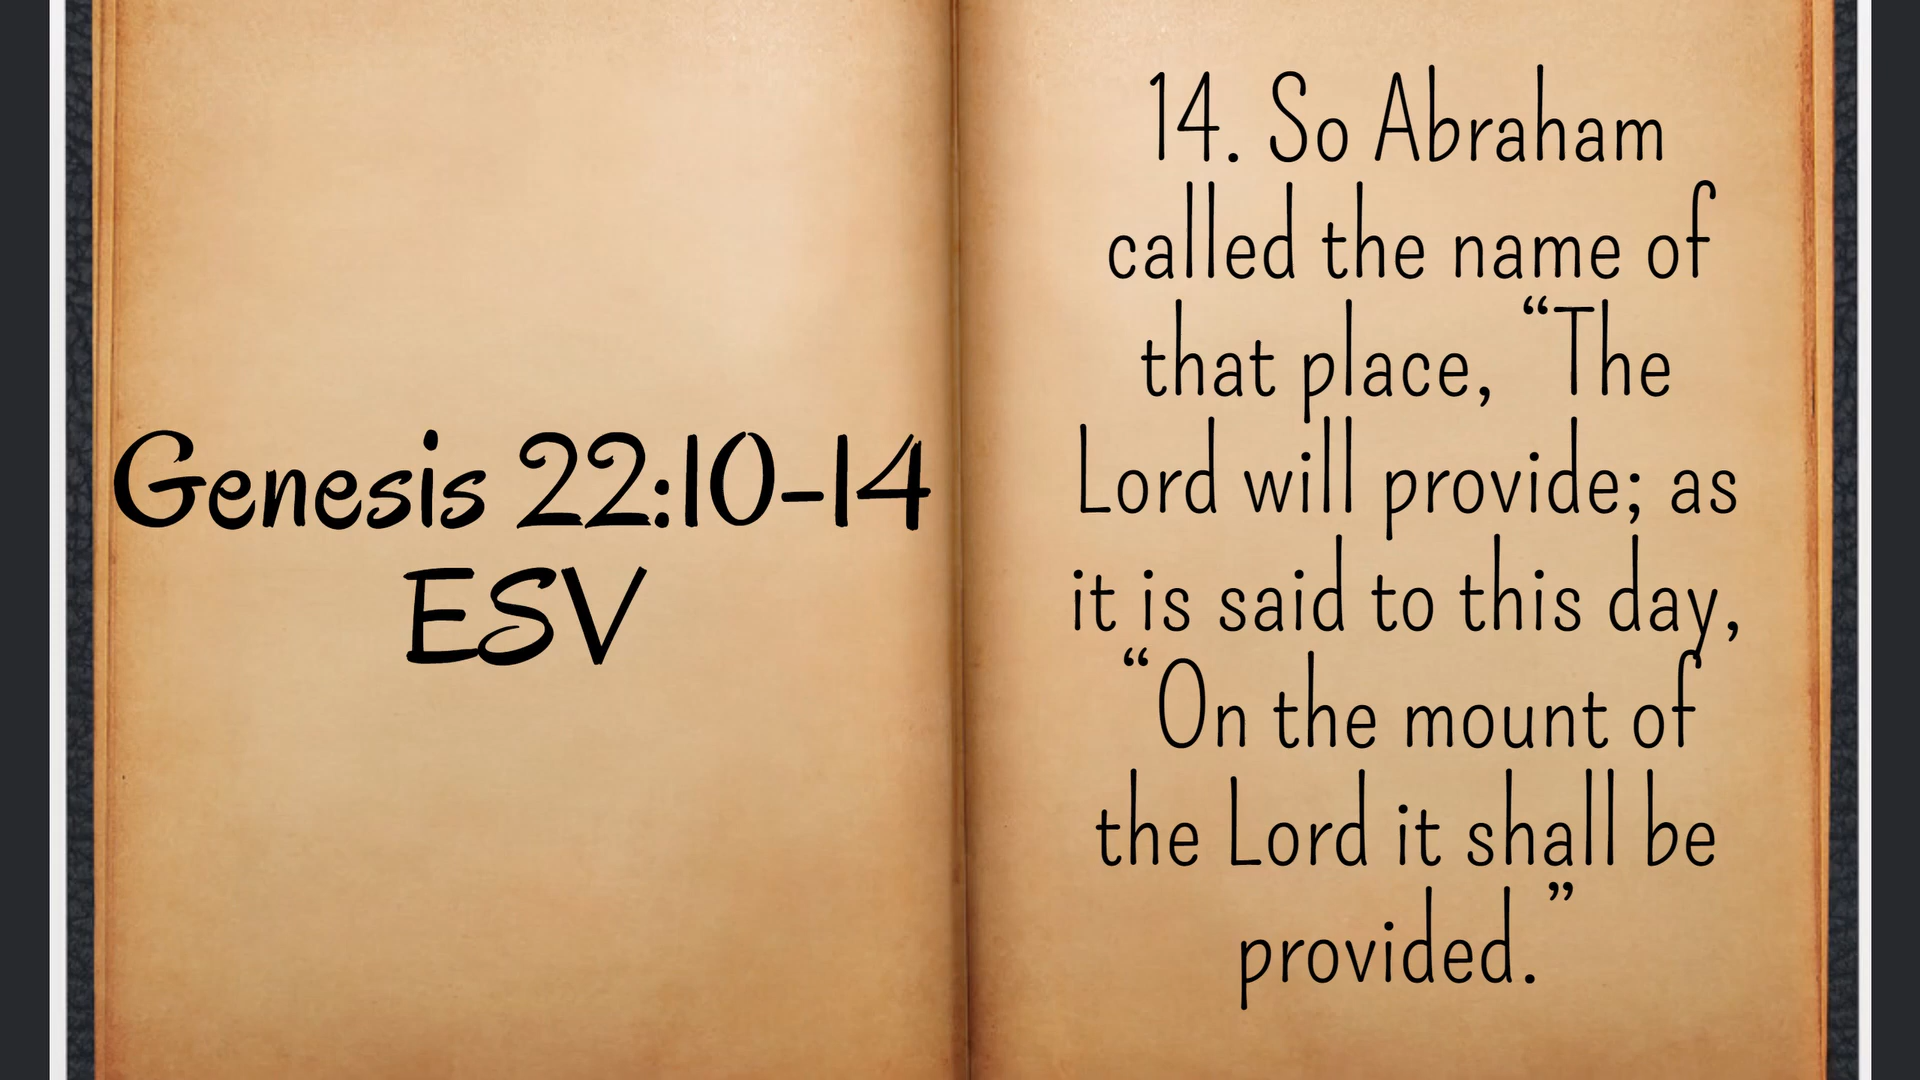 Genesis 22:10-14
ESV
14. So Abraham
called the name of
that place, “The
Lord will provide; as
it is said to this day,
“On the mount of
the Lord it shall be
provided.”